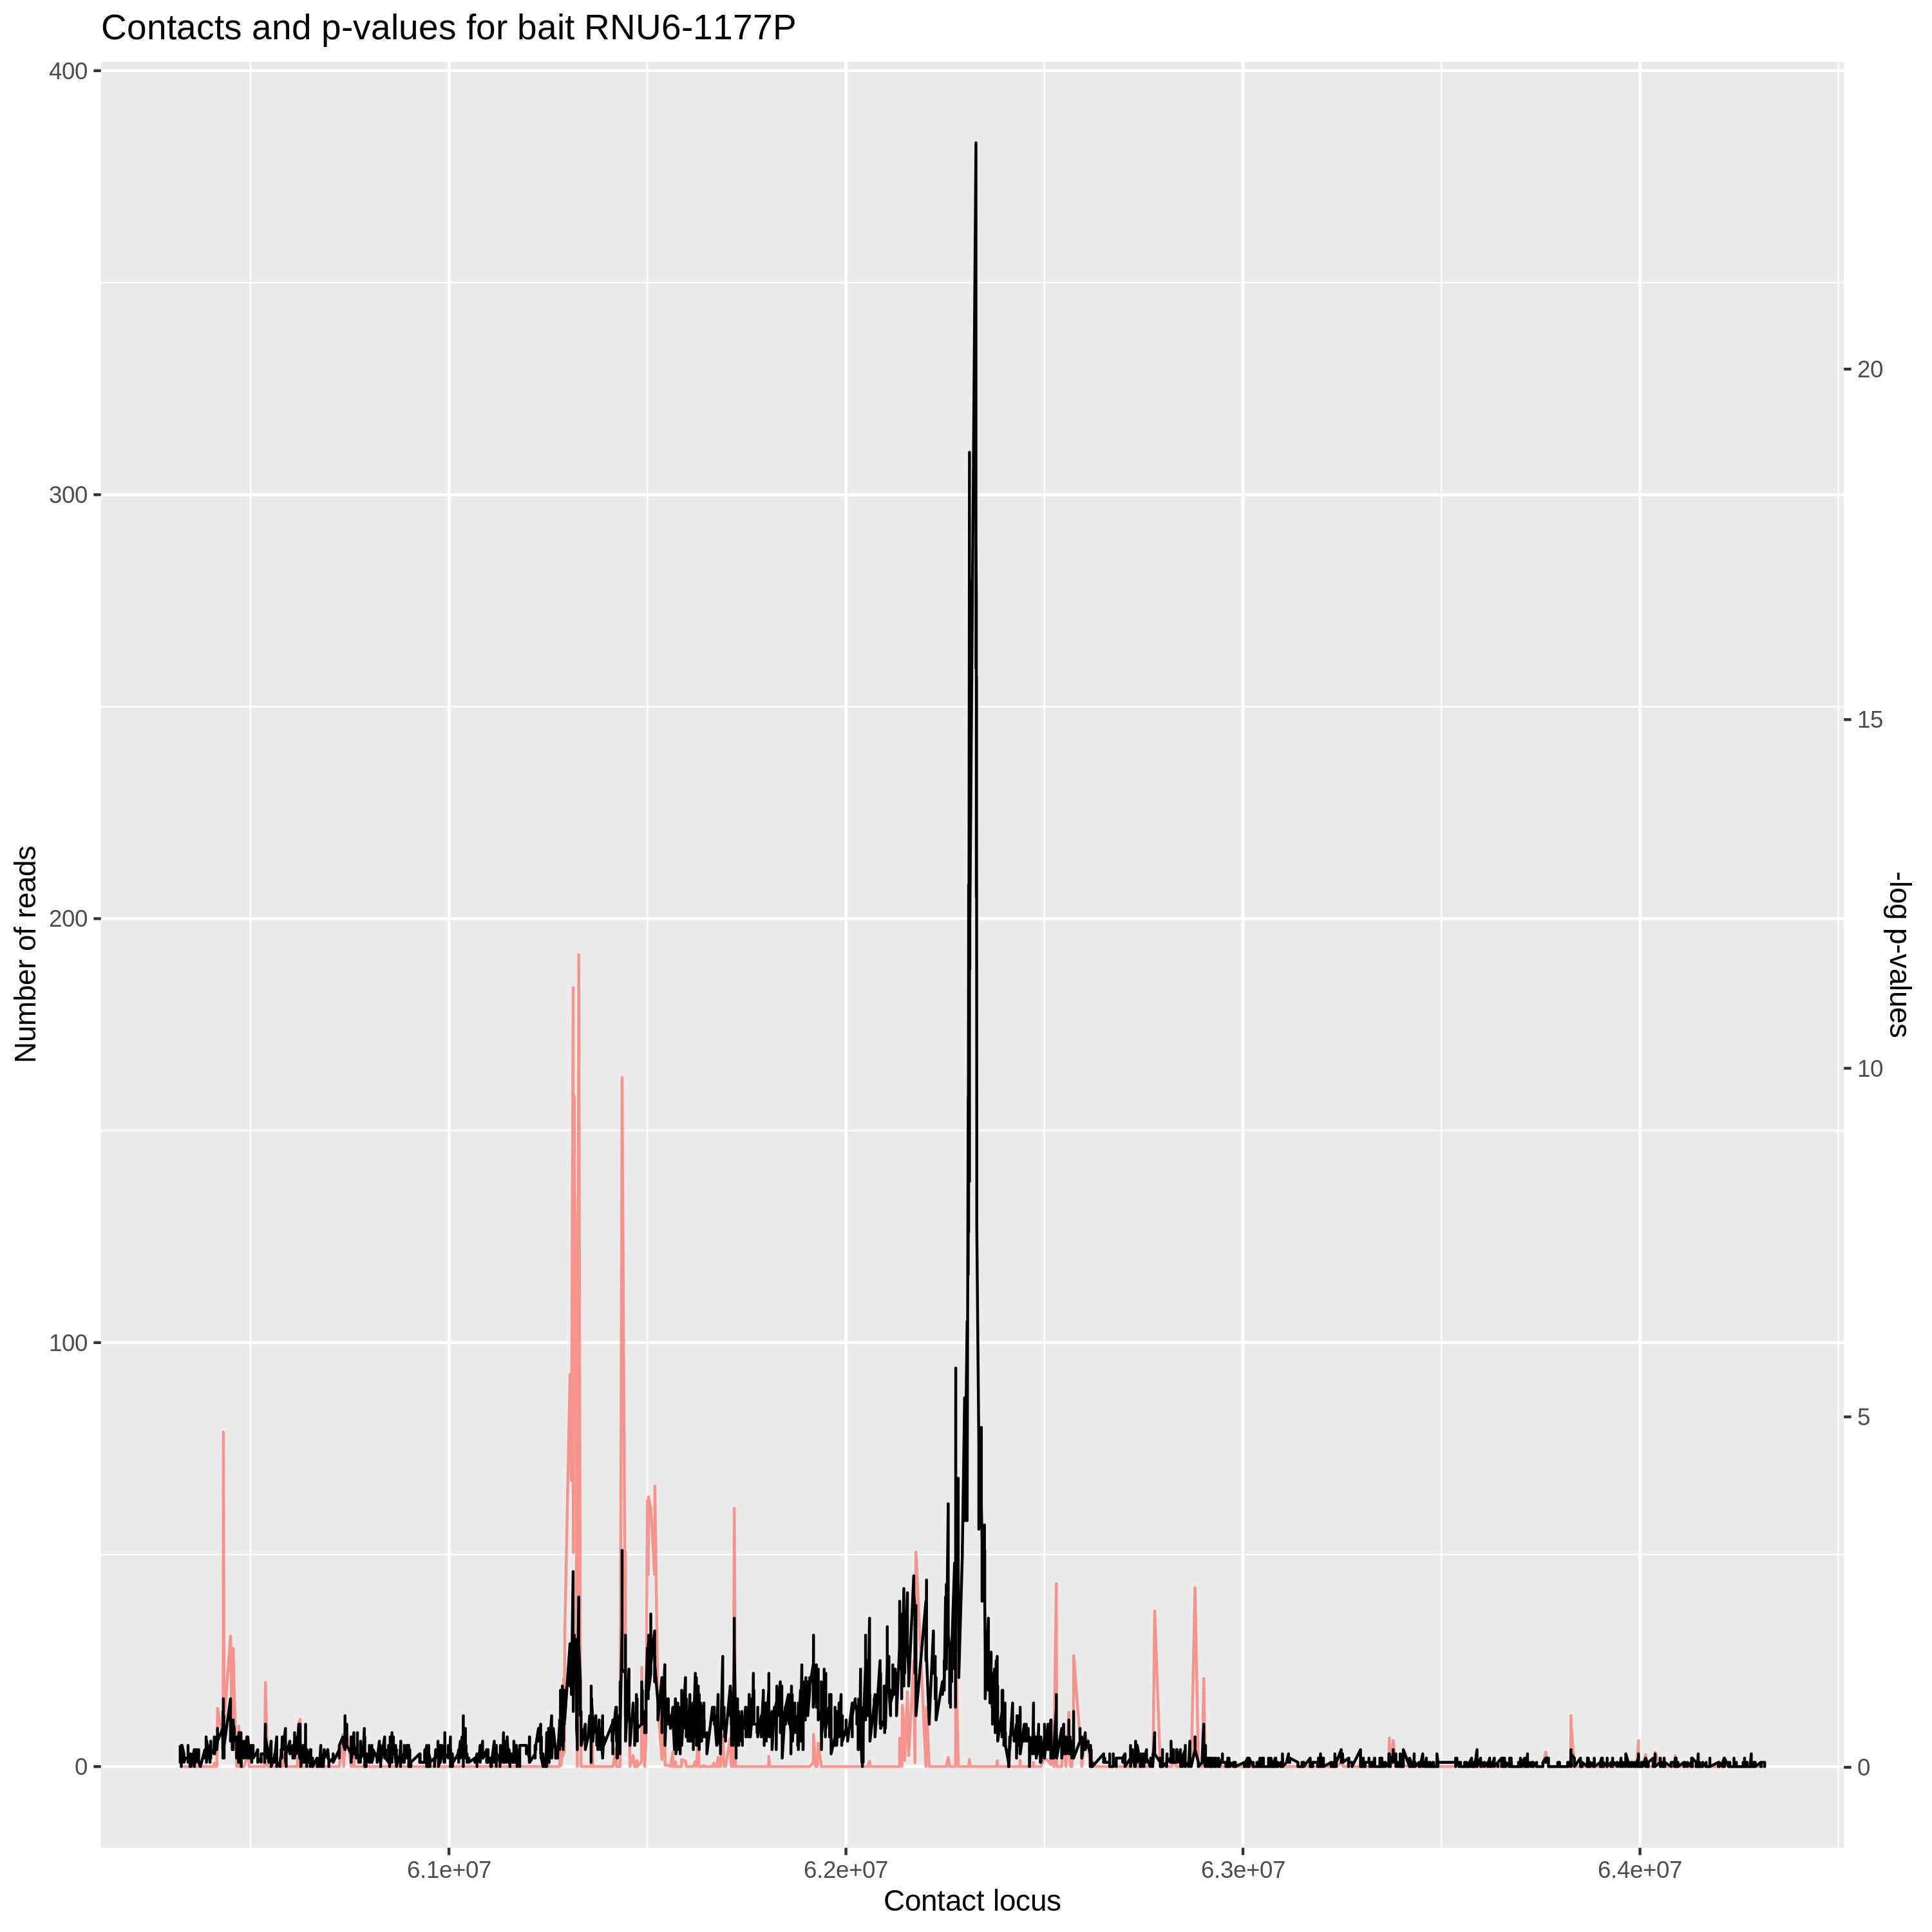 Contacts and p-values for bait RNU6-1177P
400
300
200
100
0
Number of reads
20
15
10
5
0
-log p-values
6.1e+07
6.2e+07
6.3e+07
6.4e+07
Contact locus